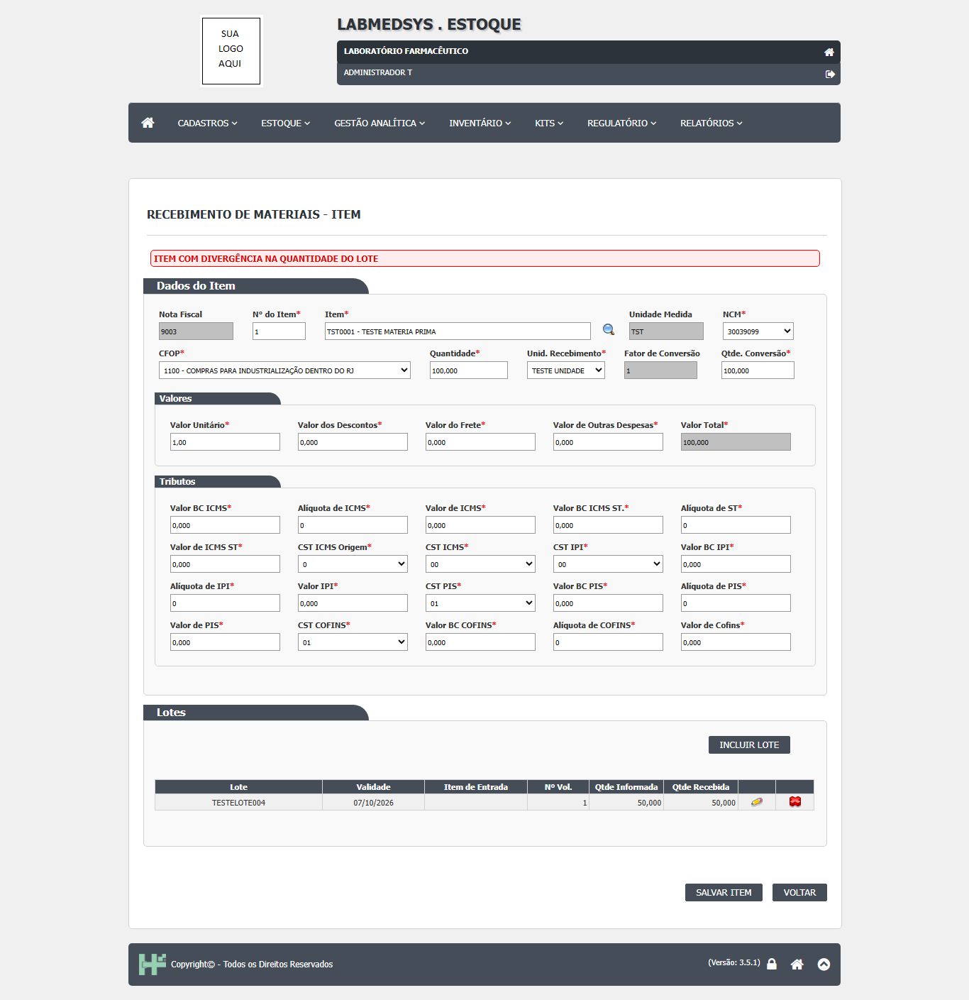 SUA
LOGO
AQUI
LABMEDSYS . ESTOQUE
LABORATÓRIO FARMACÊUTICO
ADMINISTRADOR T
CADASTROS ESTOQUE GESTÃO ANALÍTICA INVENTÁRIO KITS REGULATÓRIO RELATÓRIOS
RECEBIMENTO DE MATERIAIS - ITEM
ITEM COM DIVERGÊNCIA NA QUANTIDADE DO LOTE
Dados do Item
Nota Fiscal Nº do Item* Item* Unidade Medida NCM*
9003 1 TST0001 - TESTE MATERIA PRIMA TST 30039099
CFOP* Quantidade* Unid. Recebimento* Fator de Conversão Qtde. Conversão*
1100 - COMPRAS PARA INDUSTRIALIZAÇÃO DENTRO DO RJ 100,000 TESTE UNIDADE 1 100,000
Valores
Valor Unitário* Valor dos Descontos* Valor do Frete* Valor de Outras Despesas* Valor Total*
1,00 0,000 0,000 0,000 100,000
Tributos
Valor BC ICMS* Alíquota de ICMS* Valor de ICMS* Valor BC ICMS ST.* Alíquota de ST*
0,000 0 0,000 0,000 0
Valor de ICMS ST* CST ICMS Origem* CST ICMS* CST IPI* Valor BC IPI*
0,000 0 00 00 0,000
Alíquota de IPI* Valor IPI* CST PIS* Valor BC PIS* Alíquota de PIS*
0 0,000 01 0,000 0
Valor de PIS* CST COFINS* Valor BC COFINS* Alíquota de COFINS* Valor de Cofins*
0,000 01 0,000 0 0,000
Lotes
INCLUIR LOTE
Lote Validade Item de Entrada Nº Vol. Qtde Informada Qtde Recebida
TESTELOTE004 07/10/2026 1 50,000 50,000
SALVAR ITEM VOLTAR
Copyright© - Todos os Direitos Reservados (Versão: 3.5.1)